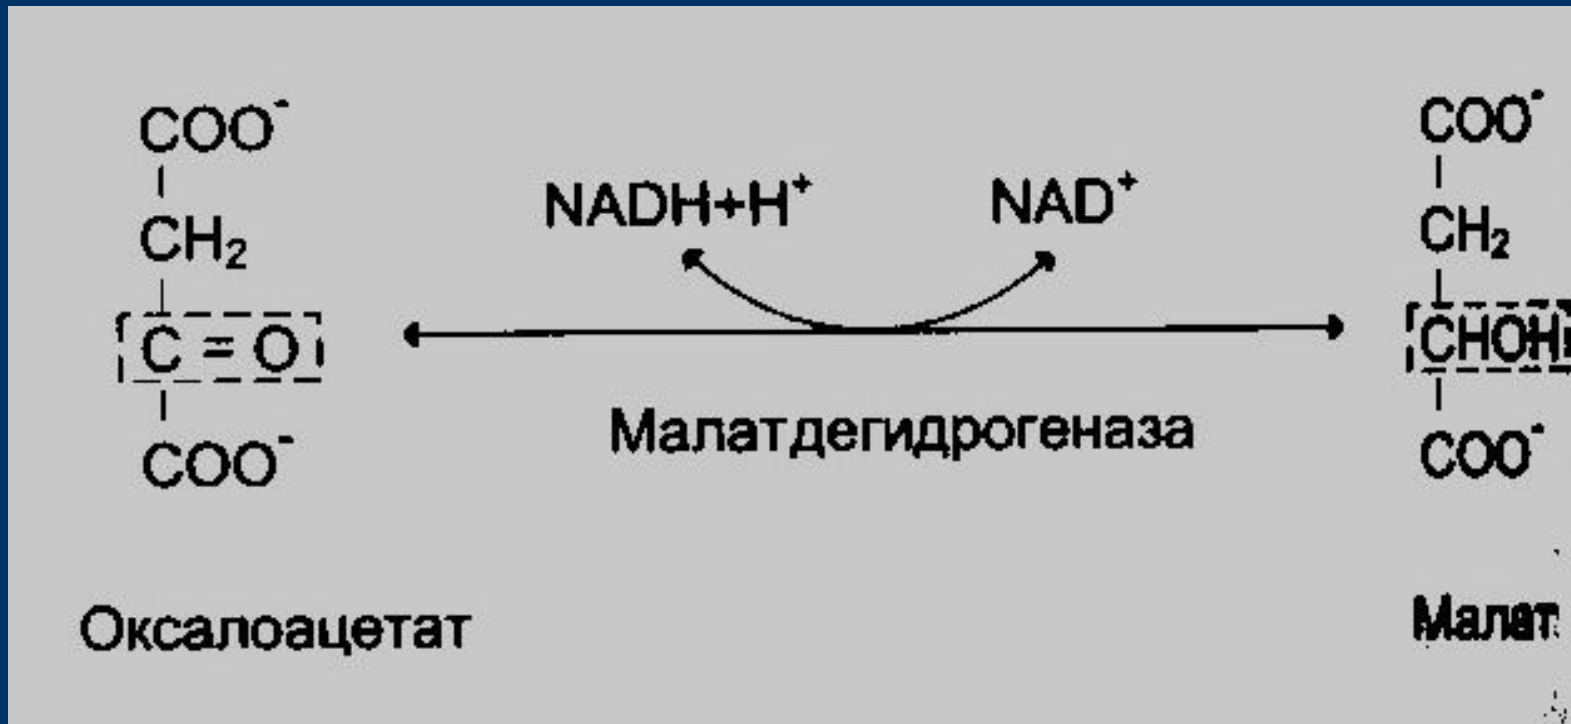 COO⁻
CH₂
C = O
COO⁻
NADH+H⁺
NAD⁺
Малатдегидрогеназа
COO⁻
CH₂
CHOH
COO⁻
Оксалоацетат
Малат